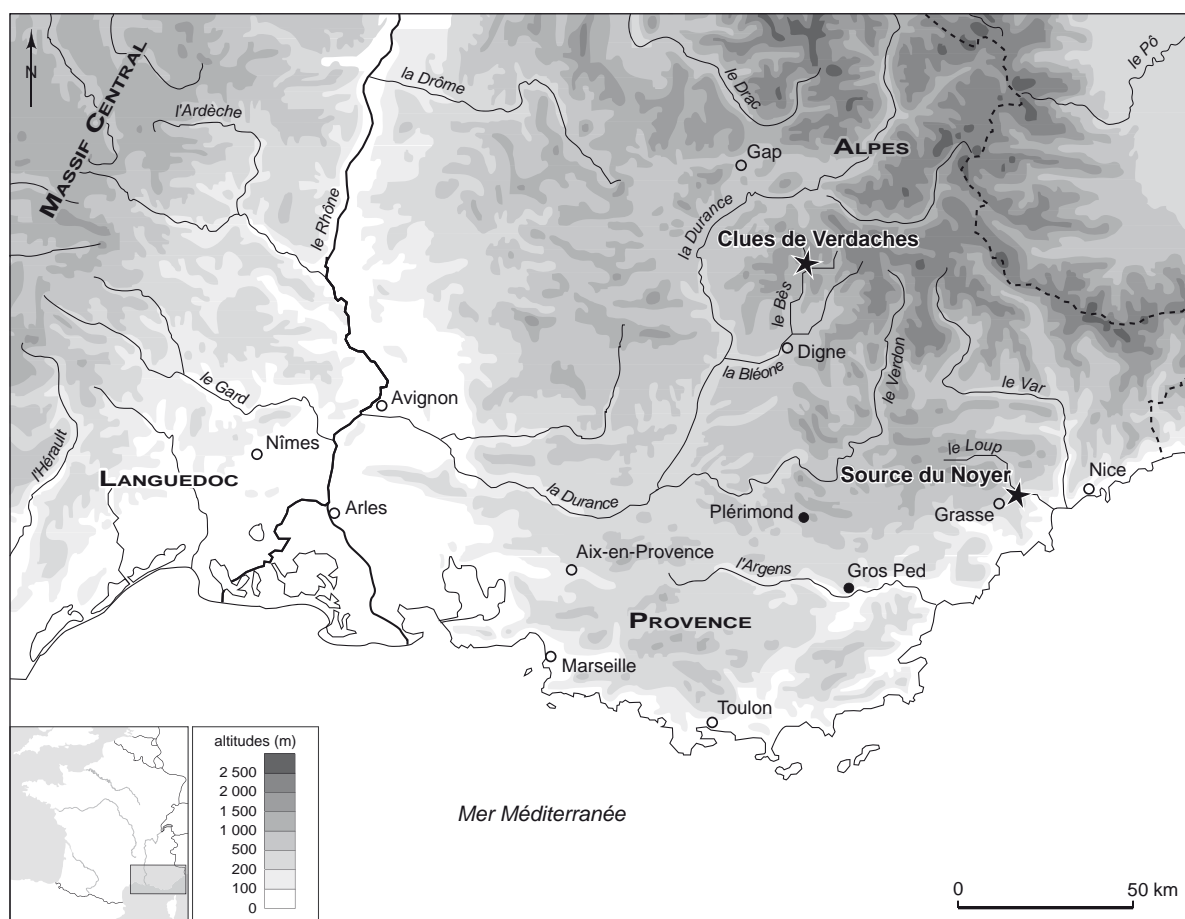 N
MASSIF CENTRAL
l'Ardèche
la Drôme
le Drac
le Pô
Gap
ALPES
le Rhône
la Durance
Clues de Verdaches
le Bès
Digne
la Bléone
le Verdon
le Var
le Gard
Avignon
Nîmes
l'Hérault
LANGUEDOC
Arles
la Durance
Plérimond
le Loup
Source du Noyer
Grasse
Nice
Aix-en-Provence
l'Argens
Gros Ped
PROVENCE
Marseille
Toulon
altitudes (m)
2 500
2 000
1 500
1 000
500
200
100
0
Mer Méditerranée
0 50 km